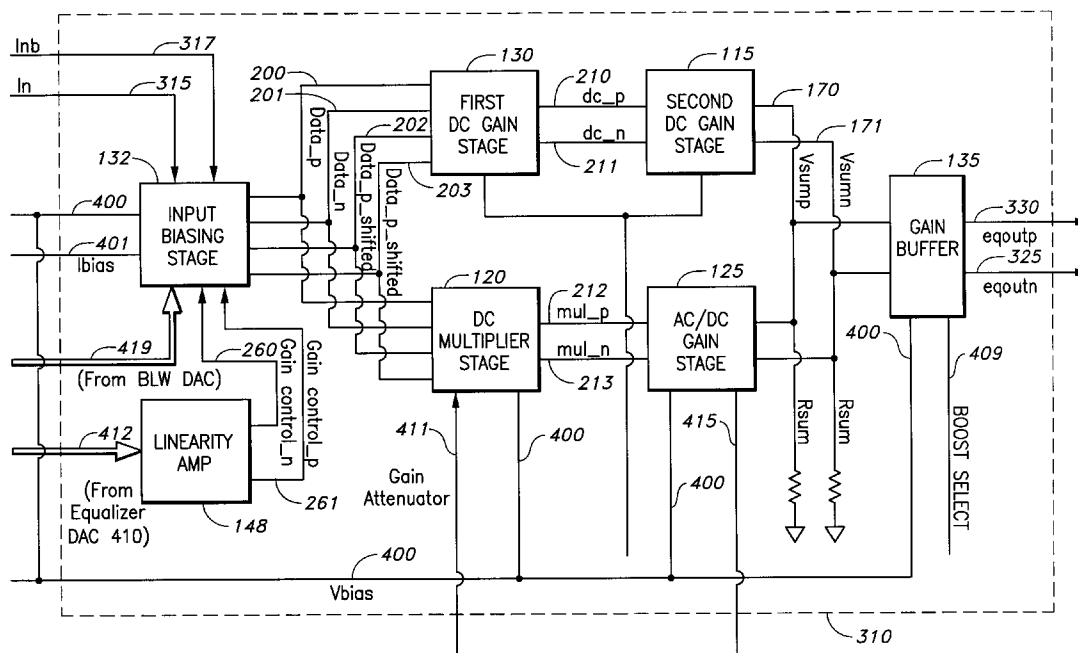 Inb
317
In
315
132
400
401
Ibias
INPUT
BIASING
STAGE
419
(From BLW DAC)
260
Gain control_n
Gain control_p
412
(From
Equalizer
DAC 410)
LINEARITY
AMP
148
261
200
201
202
203
Data_p
Data_n
Data_p_shifted
Data_p_shifted
130
FIRST
DC GAIN
STAGE
210
dc_p
dc_n
211
115
SECOND
DC GAIN
STAGE
170
171
Vsump
Vsumn
120
DC
MULTIPLIER
STAGE
212
mul_p
mul_n
213
125
AC/DC
GAIN
STAGE
Rsum
Rsum
135
GAIN
BUFFER
330
eqoutp
325
eqoutn
400
409
BOOST SELECT
411
Gain
Attenuator
400
415
400
400
Vbias
310